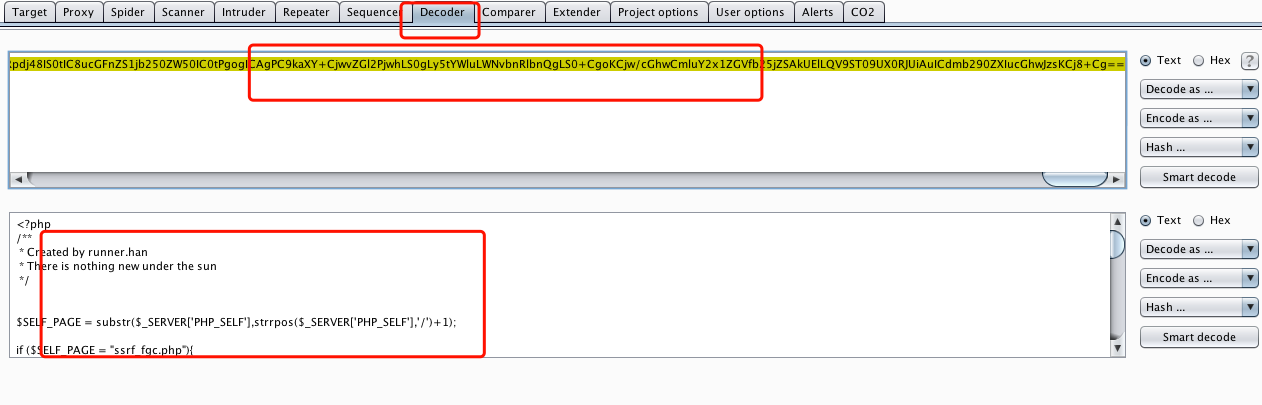 Target Proxy Spider Scanner Intruder Repeater Sequencer Decoder Comparer Extender Project options User options Alerts CO2
pdj48IS0tIC8ucGFnZS1jb250ZW50IC0tPgogICAgPC9kaXY+CjwvZGl2PjwhLS0gLy5tYWluLWNvbnRlbnQgLS0+CgoKCjw/cGhwCmluY2x1ZGVfb25jZSAkUElLQV9ST09UX0RJUiAuICdmb290ZXIucGhwJzsKCj8+Cg==
Text Hex ?
Decode as ...
Encode as ...
Hash ...
Smart decode
<?php
/**
* Created by runner.han
* There is nothing new under the sun
*/
$SELF_PAGE = substr($_SERVER['PHP_SELF'],strrpos($_SERVER['PHP_SELF'],'/')+1);
if ($SELF_PAGE = "ssrf_fgc.php"){
Text Hex
Decode as ...
Encode as ...
Hash ...
Smart decode